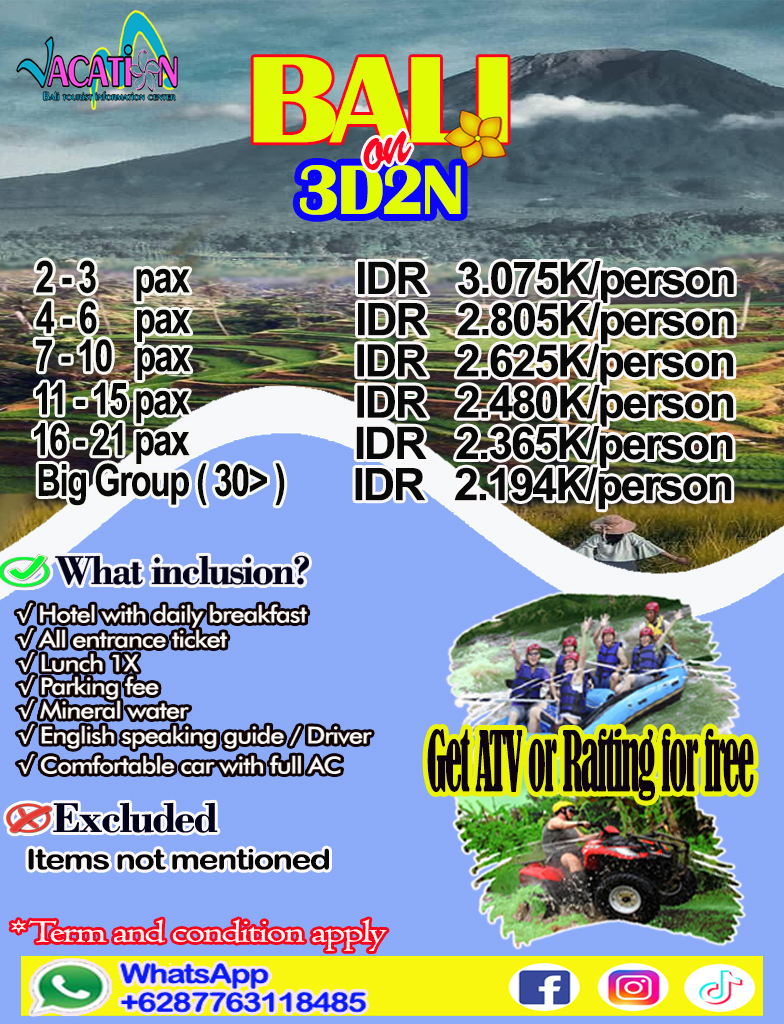 VACATION
BALI TOURIST INFORMATION CENTER
BALI
on
3D2N
2 - 3 pax IDR 3.075K/person
4 - 6 pax IDR 2.805K/person
7 - 10 pax IDR 2.625K/person
11 - 15 pax IDR 2.480K/person
16 - 21 pax IDR 2.365K/person
Big Group ( 30> ) IDR 2.194K/person
What inclusion?
√ Hotel with daily breakfast
√ All entrance ticket
√ Lunch 1X
√ Parking fee
√ Mineral water
√ English speaking guide / Driver
√ Comfortable car with full AC
Get ATV or Rafting for free
Excluded
Items not mentioned
*Term and condition apply
WhatsApp
+6287763118485